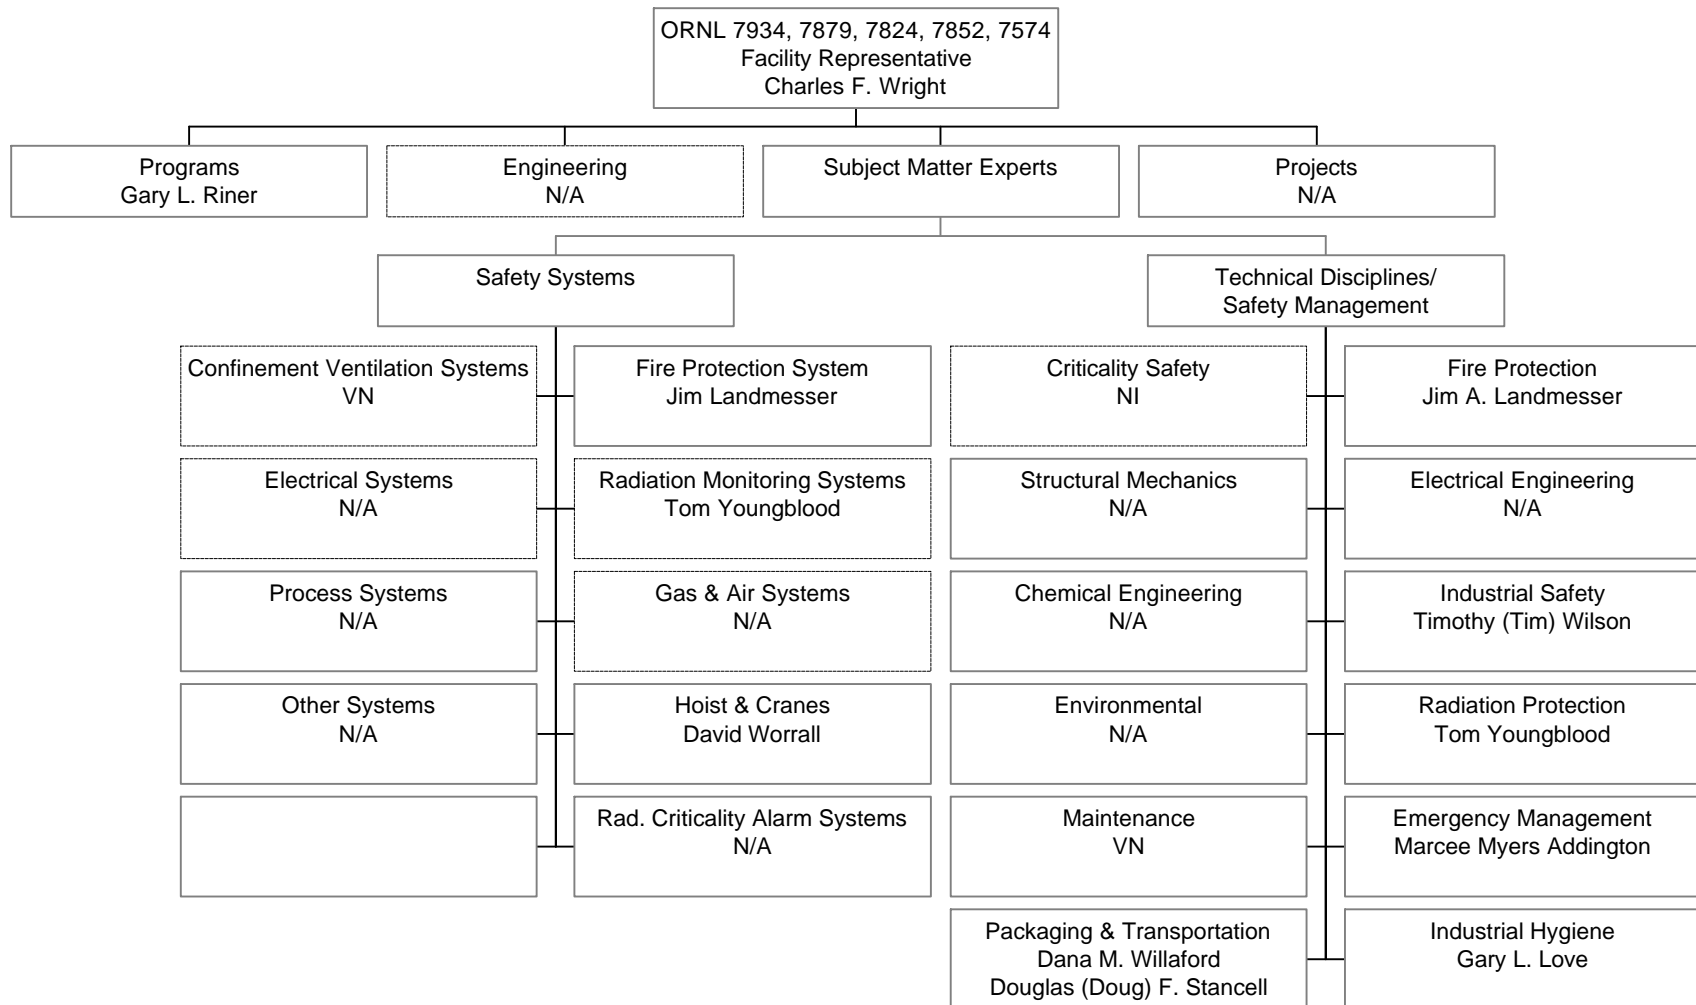 ORNL 7934, 7879, 7824, 7852, 7574
Facility Representative
Charles F. Wright
Programs
Gary L. Riner
Engineering
N/A
Subject Matter Experts
Projects
N/A
Safety Systems
Technical Disciplines/
Safety Management
Confinement Ventilation Systems
VN
Fire Protection System
Jim Landmesser
Criticality Safety
NI
Fire Protection
Jim A. Landmesser
Electrical Systems
N/A
Radiation Monitoring Systems
Tom Youngblood
Structural Mechanics
N/A
Electrical Engineering
N/A
Process Systems
N/A
Gas & Air Systems
N/A
Chemical Engineering
N/A
Industrial Safety
Timothy (Tim) Wilson
Other Systems
N/A
Hoist & Cranes
David Worrall
Environmental
N/A
Radiation Protection
Tom Youngblood
Rad. Criticality Alarm Systems
N/A
Maintenance
VN
Emergency Management
Marcee Myers Addington
Packaging & Transportation
Dana M. Willaford
Douglas (Doug) F. Stancell
Industrial Hygiene
Gary L. Love